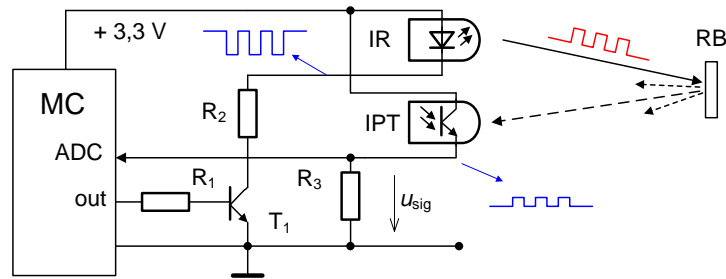 + 3,3 V
IR
RB
MC
R2
IPT
ADC
R1
R3
out
T1
usig